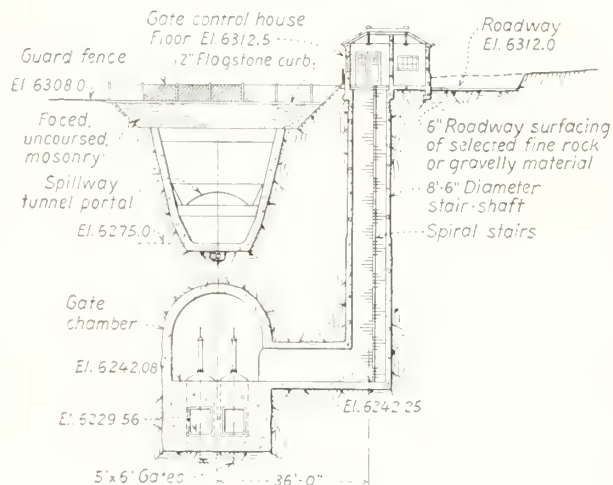 Gate control house
Floor El. 6312.5
12" Flagstone curb
Roadway
El. 6312.0
Guard fence
El. 6308.0
Faced,
uncoursed,
masonry
Spillway
tunnel portal
El. 6275.0
6" Roadway surfacing
of selected fine rock
or gravelly material
8'-6" Diameter
stair-shaft
Spiral stairs
Gate
chamber
El. 6242.08
El. 6229.56
El. 6242.25
5' x 6' Gates
36'-0"